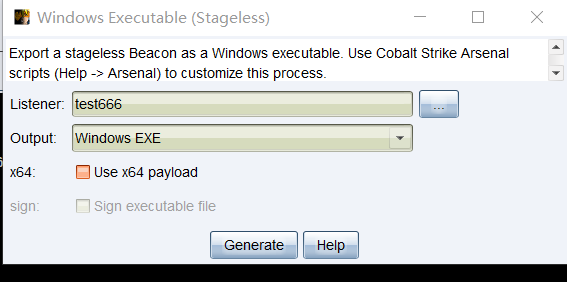 Windows Executable (Stageless)
Export a stageless Beacon as a Windows executable. Use Cobalt Strike Arsenal
scripts (Help -> Arsenal) to customize this process.
Listener: test666 ...
Output: Windows EXE
x64: Use x64 payload
sign: Sign executable file
Generate Help